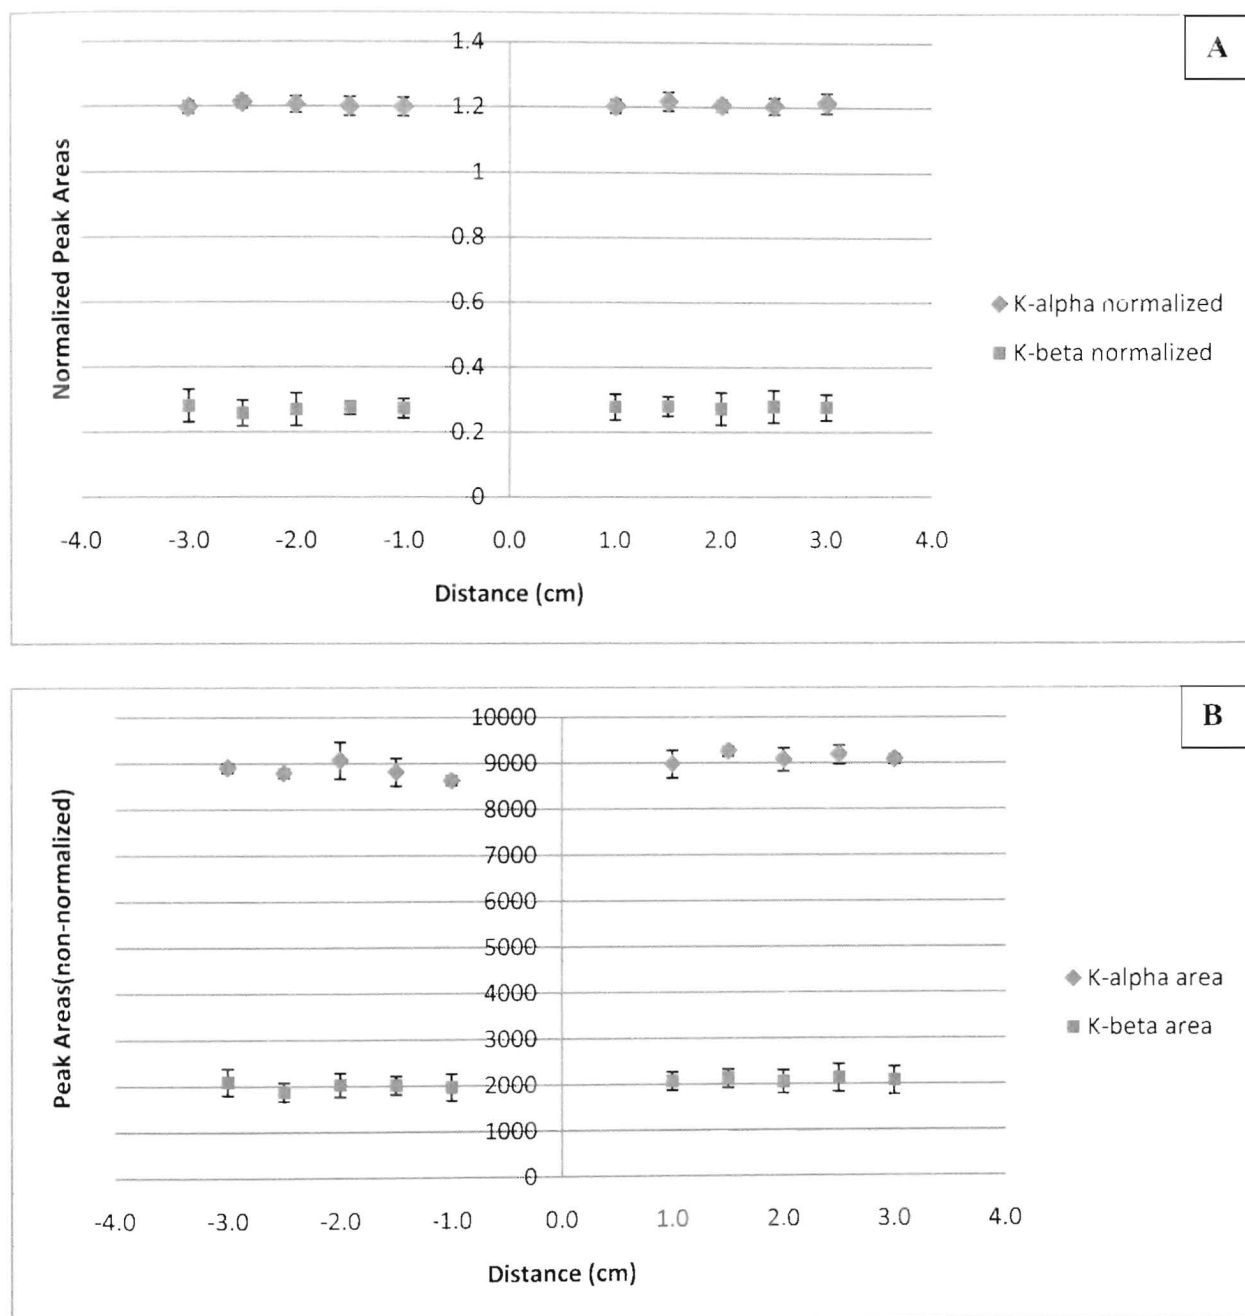 A
1.4
1.2
1
0.8
0.6
0.4
0.2
0
-4.0 -3.0 -2.0 -1.0 0.0 1.0 2.0 3.0 4.0
Normalized Peak Areas
Distance (cm)
K-alpha normalized
K-beta normalized
B
10000
9000
8000
7000
6000
5000
4000
3000
2000
1000
0
-4.0 -3.0 -2.0 -1.0 0.0 1.0 2.0 3.0 4.0
Peak Areas(non-normalized)
Distance (cm)
K-alpha area
K-beta area